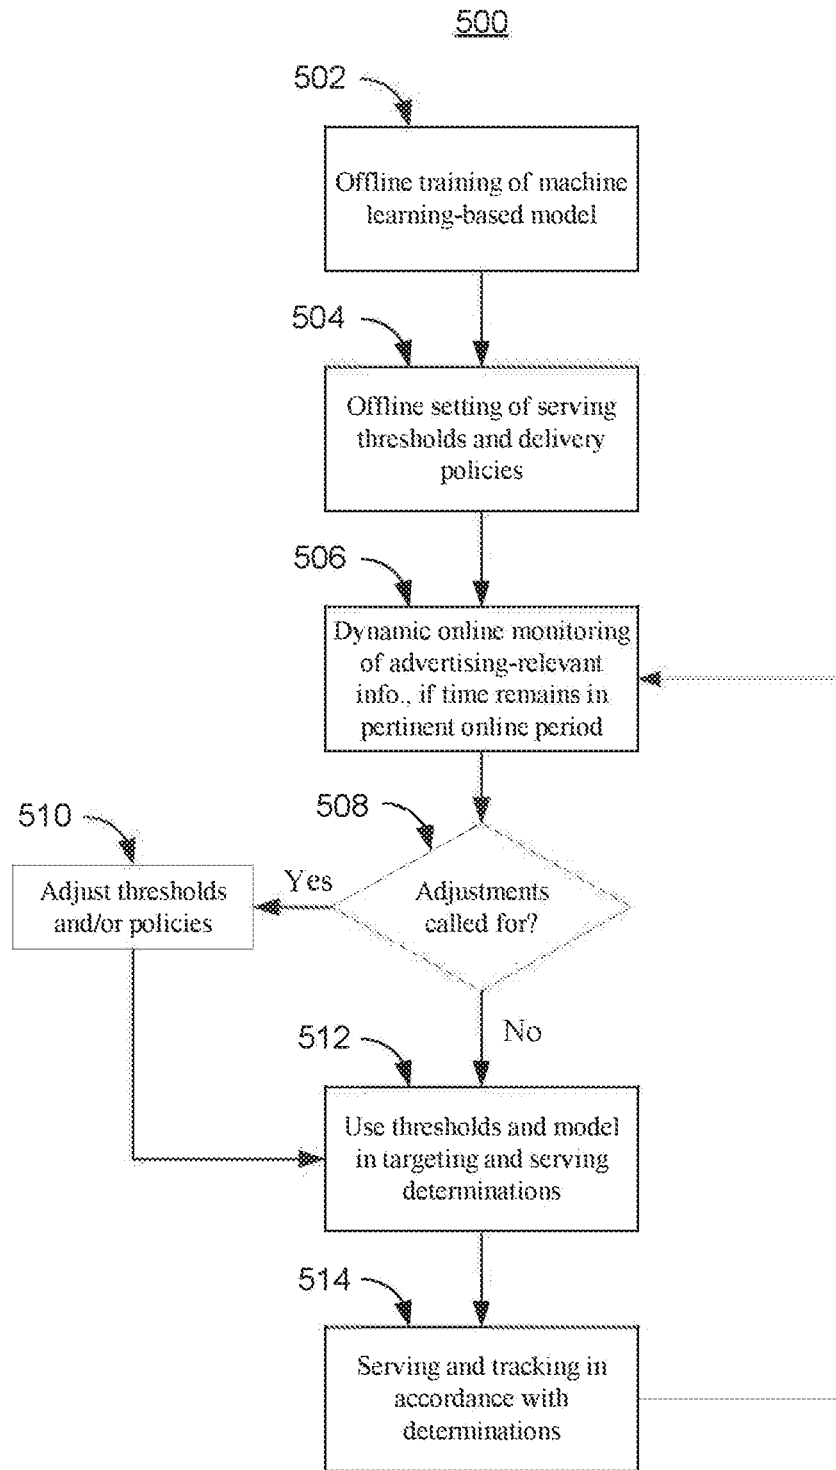 500
502
Offline training of machine
learning-based model
504
Offline setting of serving
thresholds and delivery
policies
506
Dynamic online monitoring
of advertising-relevant
info., if time remains in
pertinent online period
508
510
Yes
Adjust thresholds
and/or policies
Adjustments
called for?
No
512
Use thresholds and model
in targeting and serving
determinations
514
Serving and tracking in
accordance with
determinations